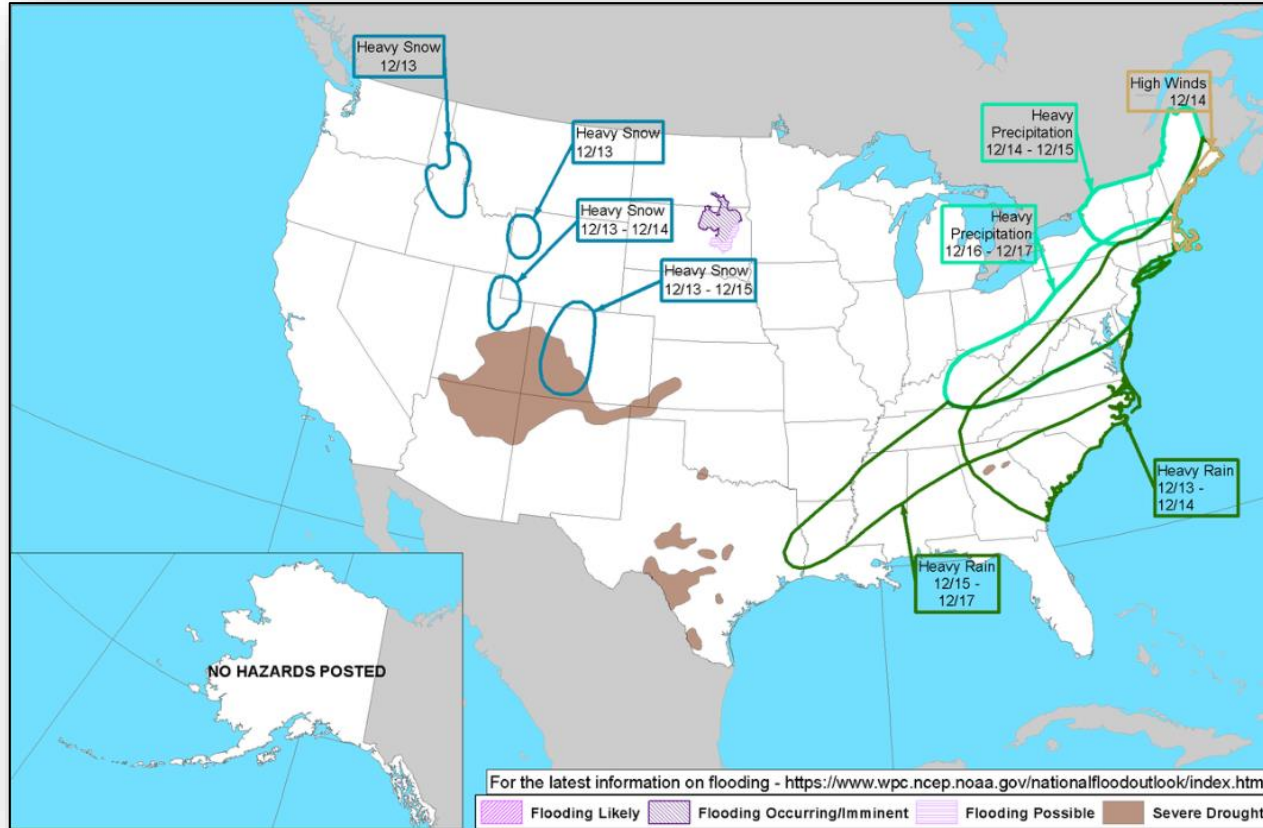 Heavy Snow
12/13
High Winds
12/14
Heavy
Precipitation
12/14 - 12/15
Heavy Snow
12/13
Heavy Snow
12/13 - 12/14
Heavy
Precipitation
12/16 - 12/17
Heavy Snow
12/13 - 12/15
Heavy Rain
12/13 -
12/14
Heavy Rain
12/15 -
12/17
NO HAZARDS POSTED
For the latest information on flooding - https://www.wpc.ncep.noaa.gov/nationalfloodoutlook/index.htm
Flooding Likely
Flooding Occurring/Imminent
Flooding Possible
Severe Drought